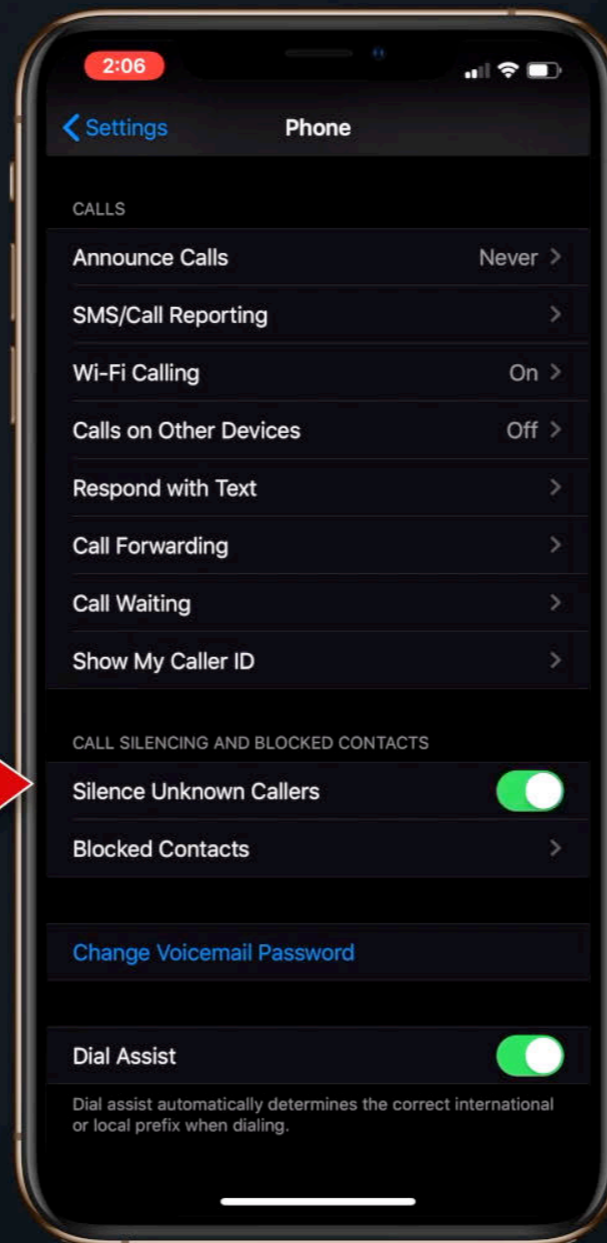 2:06
Settings
Phone
CALLS
Announce Calls Never
SMS/Call Reporting
Wi-Fi Calling On
Calls on Other Devices Off
Respond with Text
Call Forwarding
Call Waiting
Show My Caller ID
CALL SILENCING AND BLOCKED CONTACTS
Silence Unknown Callers
Blocked Contacts
Change Voicemail Password
Dial Assist
Dial assist automatically determines the correct international
or local prefix when dialing.